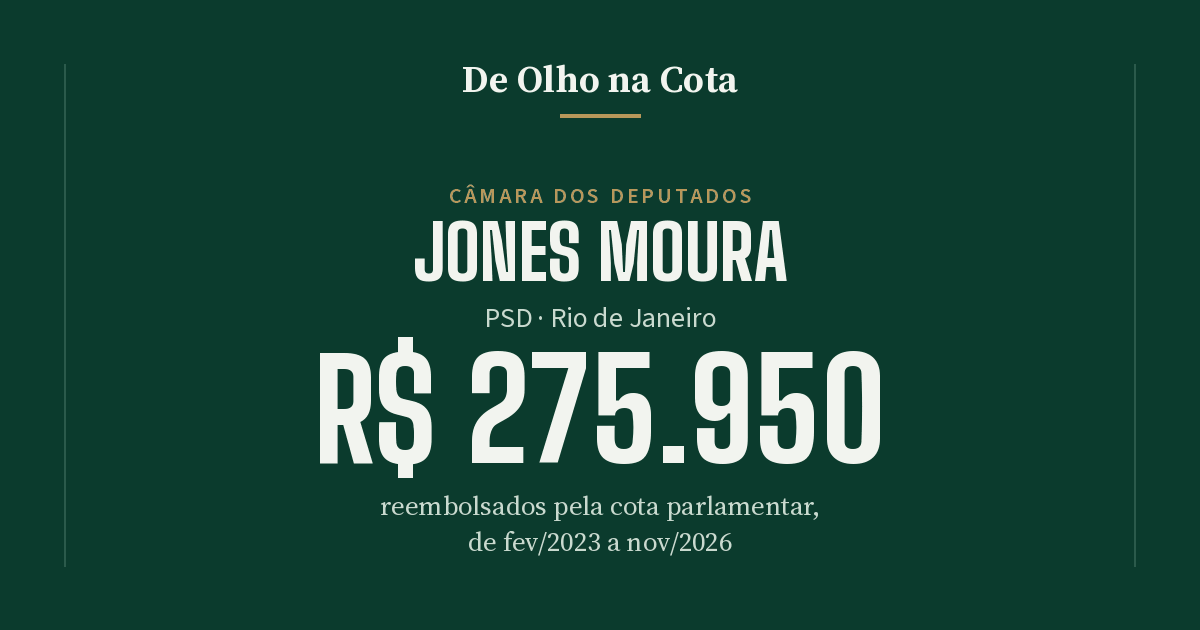 De Olho na Cota
CÂMARA DOS DEPUTADOS
JONES MOURA
PSD · Rio de Janeiro
R$ 275.950
reembolsados pela cota parlamentar,
de fev/2023 a nov/2026